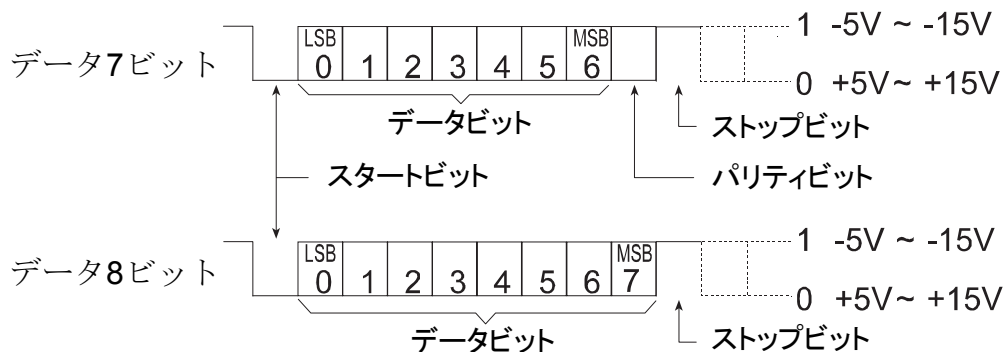 1 -5V ~ -15V
LSB MSB
データ7ビット 0 1 2 3 4 5 6
0 +5V~ +15V
データビット ストップビット
スタートビット パリティビット
1 -5V ~ -15V
LSB MSB
データ8ビット 0 1 2 3 4 5 6 7
0 +5V~ +15V
データビット ストップビット